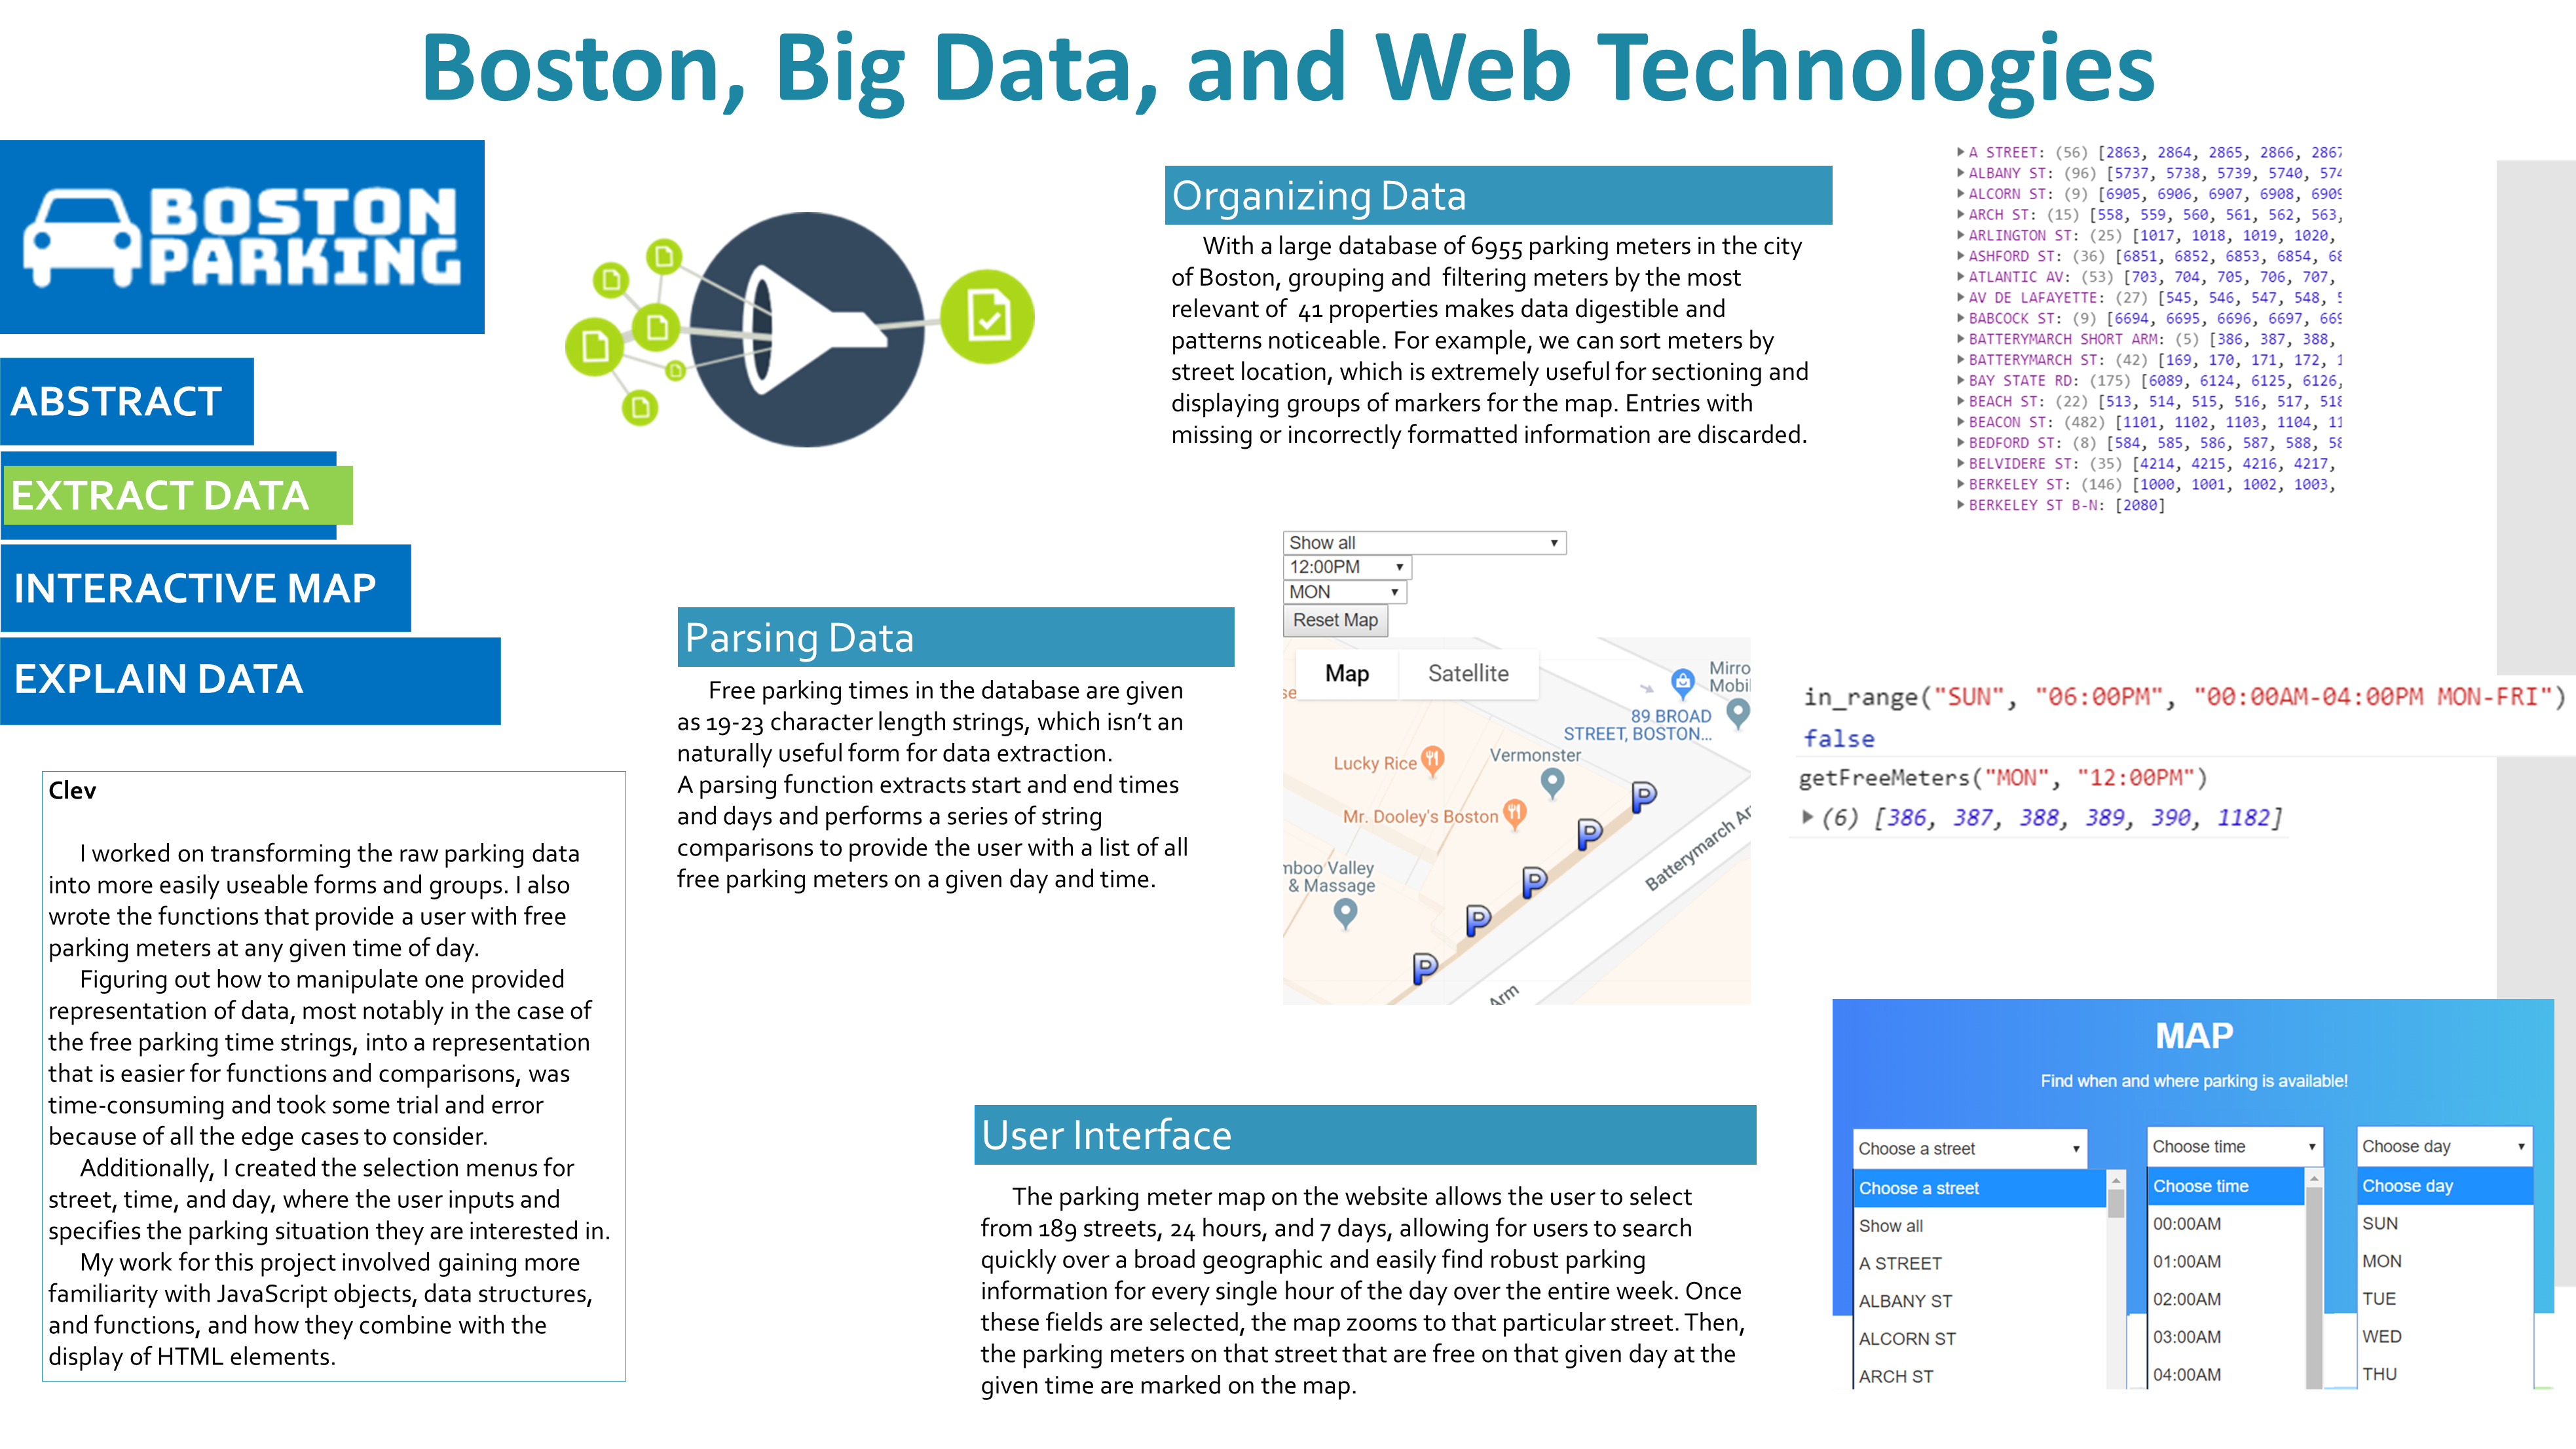 Boston, Big Data, and Web Technologies
BOSTON
PARKING
ABSTRACT
EXTRACT DATA
INTERACTIVE MAP
EXPLAIN DATA
Clev
I worked on transforming the raw parking data
into more easily useable forms and groups. I also
wrote the functions that provide a user with free
parking meters at any given time of day.
Figuring out how to manipulate one provided
representation of data, most notably in the case of
the free parking time strings, into a representation
that is easier for functions and comparisons, was
time-consuming and took some trial and error
because of all the edge cases to consider.
Additionally, I created the selection menus for
street, time, and day, where the user inputs and
specifies the parking situation they are interested in.
My work for this project involved gaining more
familiarity with JavaScript objects, data structures,
and functions, and how they combine with the
display of HTML elements.
Organizing Data
With a large database of 6955 parking meters in the city
of Boston, grouping and filtering meters by the most
relevant of 41 properties makes data digestible and
patterns noticeable. For example, we can sort meters by
street location, which is extremely useful for sectioning and
displaying groups of markers for the map. Entries with
missing or incorrectly formatted information are discarded.
A STREET: (56) [2863, 2864, 2865, 2866, 2867
ALBANY ST: (96) [5737, 5738, 5739, 5740, 574
ALCORN ST: (9) [6905, 6906, 6907, 6908, 6909
ARCH ST: (15) [558, 559, 560, 561, 562, 563,
ARLINGTON ST: (25) [1017, 1018, 1019, 1020,
ASHFORD ST: (36) [6851, 6852, 6853, 6854, 68
ATLANTIC AV: (53) [703, 704, 705, 706, 707,
AV DE LAFAYETTE: (27) [545, 546, 547, 548, 5
BABCOCK ST: (9) [6694, 6695, 6696, 6697, 669
BATTERYMARCH SHORT ARM: (5) [386, 387, 388,
BATTERYMARCH ST: (42) [169, 170, 171, 172, 1
BAY STATE RD: (175) [6089, 6124, 6125, 6126,
BEACH ST: (22) [513, 514, 515, 516, 517, 518
BEACON ST: (482) [1101, 1102, 1103, 1104, 11
BEDFORD ST: (8) [584, 585, 586, 587, 588, 58
BELVIDERE ST: (35) [4214, 4215, 4216, 4217,
BERKELEY ST: (146) [1000, 1001, 1002, 1003,
BERKELEY ST B-N: [2080]
Parsing Data
Free parking times in the database are given
as 19-23 character length strings, which isn't an
naturally useful form for data extraction.
A parsing function extracts start and end times
and days and performs a series of string
comparisons to provide the user with a list of all
free parking meters on a given day and time.
Show all
12:00PM
MON
Reset Map
Map Satellite
se
Mirro
Mobil
89 BROAD
STREET, BOSTON...
Lucky Rice
Vermonster
Mr. Dooley's Boston
mboo Valley
& Massage
Batterymarch Ar
Arm
P
P
P
P
P
in_range("SUN", "06:00PM", "00:00AM-04:00PM MON-FRI")
false
getFreeMeters("MON", "12:00PM")
(6) [386, 387, 388, 389, 390, 1182]
User Interface
The parking meter map on the website allows the user to select
from 189 streets, 24 hours, and 7 days, allowing for users to search
quickly over a broad geographic and easily find robust parking
information for every single hour of the day over the entire week. Once
these fields are selected, the map zooms to that particular street. Then,
the parking meters on that street that are free on that given day at the
given time are marked on the map.
MAP
Find when and where parking is available!
Choose a street
Choose a street
Show all
A STREET
ALBANY ST
ALCORN ST
ARCH ST
Choose time
Choose time
00:00AM
01:00AM
02:00AM
03:00AM
04:00AM
Choose day
Choose day
SUN
MON
TUE
WED
THU